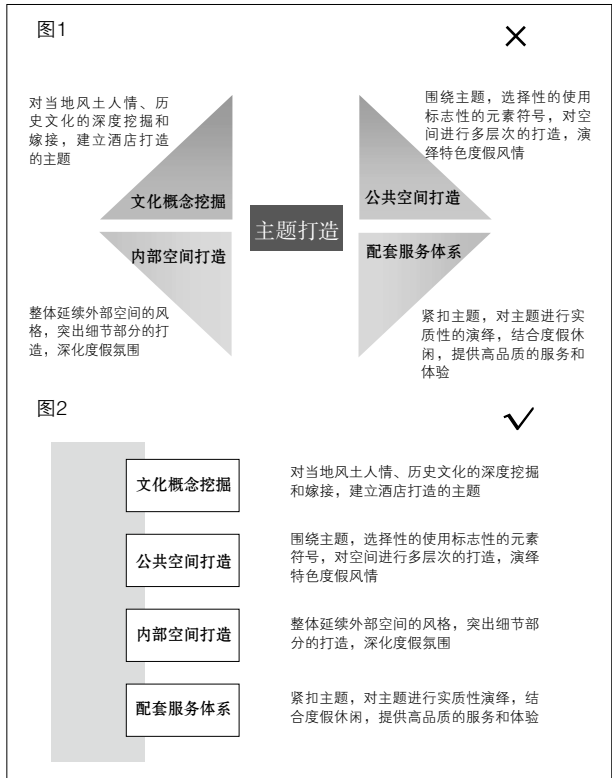 图1
×
对当地风土人情、历
史文化的深度挖掘和
嫁接，建立酒店打造
的主题
围绕主题，选择性的使用
标志性的元素符号，对空
间进行多层次的打造，演
绎特色度假风情
文化概念挖掘
公共空间打造
主题打造
内部空间打造
配套服务体系
整体延续外部空间的风
格，突出细节部分的打
造，深化度假氛围
紧扣主题，对主题进行实
质性的演绎，结合度假休
闲，提供高品质的服务和
体验
图2
√
文化概念挖掘
对当地风土人情、历史文化的深度挖掘
和嫁接，建立酒店打造的主题
公共空间打造
围绕主题，选择性的使用标志性的元素
符号，对空间进行多层次的打造，演绎
特色度假风情
内部空间打造
整体延续外部空间的风格，突出细节部
分的打造，深化度假氛围
配套服务体系
紧扣主题，对主题进行实质性演绎，结
合度假休闲，提供高品质的服务和体验